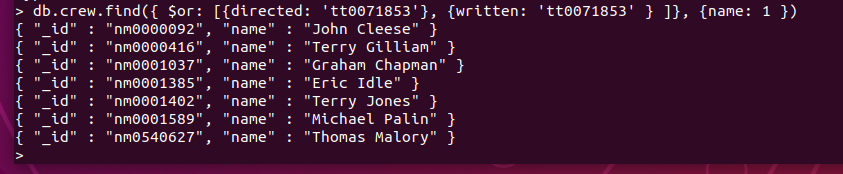 > db.crew.find({ $or: [{directed: 'tt0071853'}, {written: 'tt0071853' } ]}, {name: 1 })
{ "_id" : "nm0000092", "name" : "John Cleese" }
{ "_id" : "nm0000416", "name" : "Terry Gilliam" }
{ "_id" : "nm0001037", "name" : "Graham Chapman" }
{ "_id" : "nm0001385", "name" : "Eric Idle" }
{ "_id" : "nm0001402", "name" : "Terry Jones" }
{ "_id" : "nm0001589", "name" : "Michael Palin" }
{ "_id" : "nm0540627", "name" : "Thomas Malory" }
>